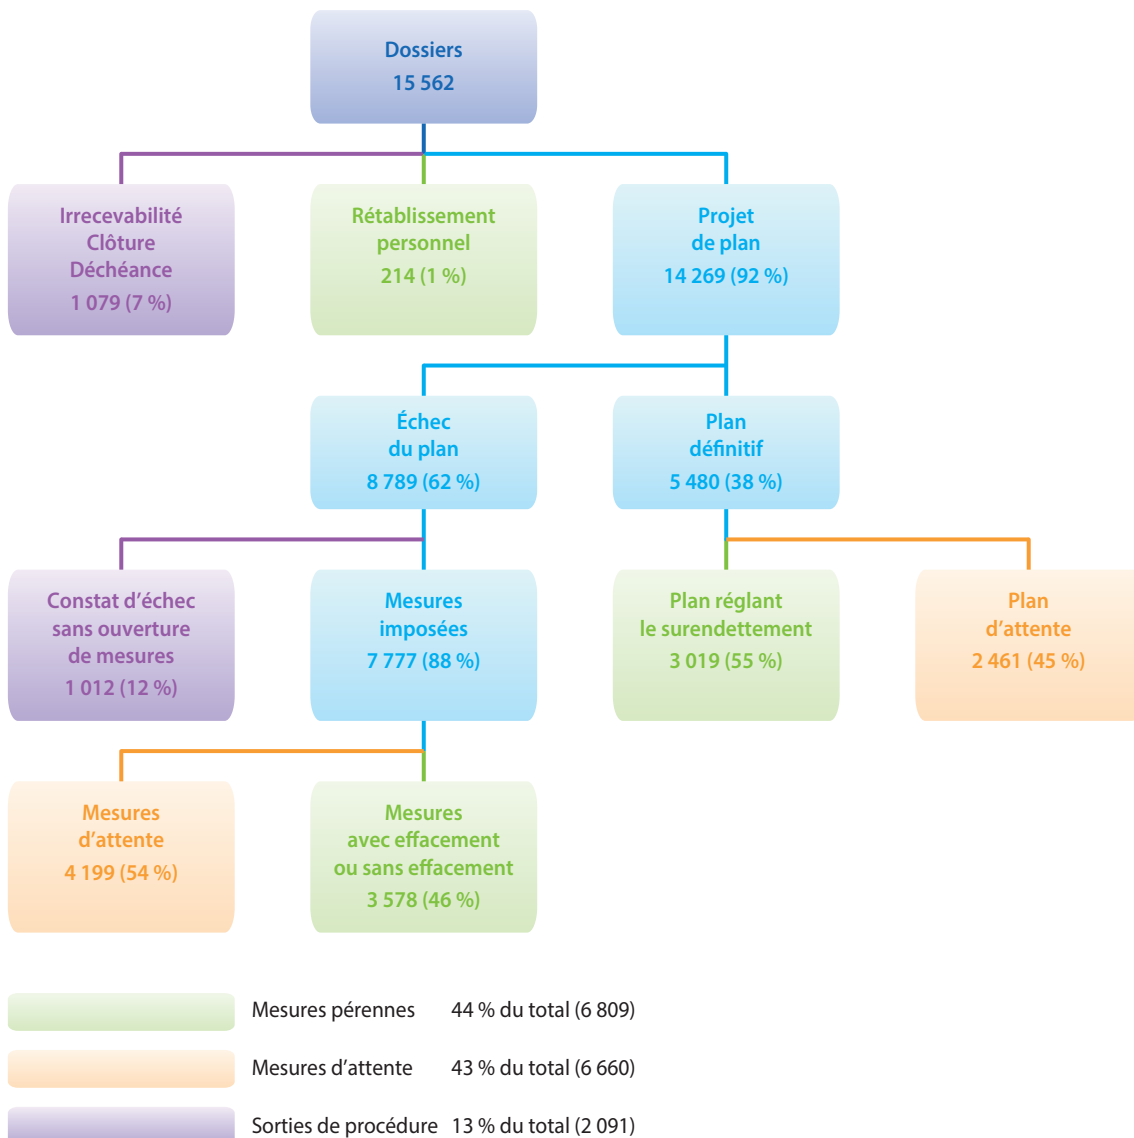 Dossiers
15 562
Irrecevabilité
Clôture
Déchéance
1 079 (7 %)
Rétablissement
personnel
214 (1 %)
Projet
de plan
14 269 (92 %)
Échec
du plan
8 789 (62 %)
Plan
définitif
5 480 (38 %)
Constat d’échec
sans ouverture
de mesures
1 012 (12 %)
Mesures
imposées
7 777 (88 %)
Plan réglant
le surendettement
3 019 (55 %)
Plan
d’attente
2 461 (45 %)
Mesures
d’attente
4 199 (54 %)
Mesures
avec effacement
ou sans effacement
3 578 (46 %)
Mesures pérennes 44 % du total (6 809)
Mesures d’attente 43 % du total (6 660)
Sorties de procédure 13 % du total (2 091)